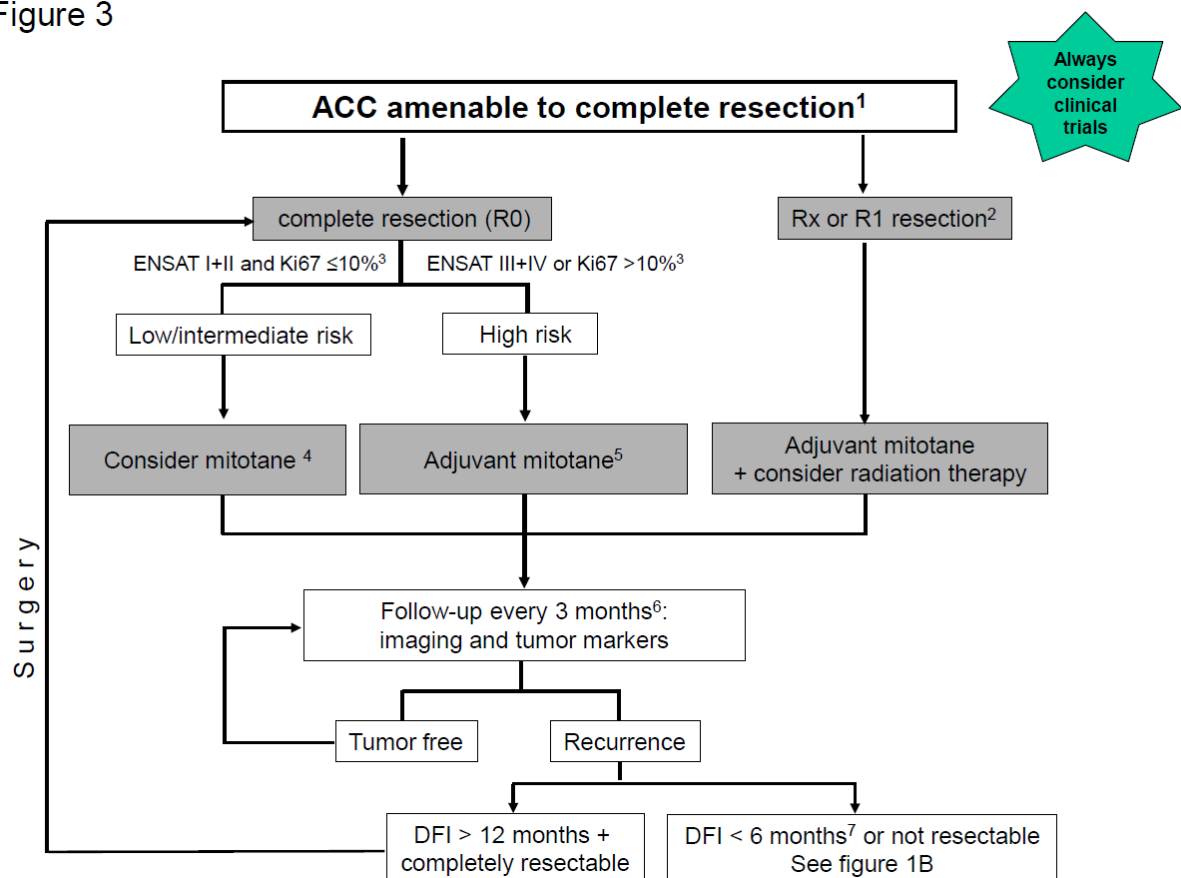 Figure 3
Always
consider
clinical
trials
ACC amenable to complete resection¹
complete resection (R0)
Rx or R1 resection²
ENSAT I+II and Ki67 ≤10%³
ENSAT III+IV or Ki67 >10%³
Low/intermediate risk
High risk
Consider mitotane ⁴
Adjuvant mitotane⁵
Adjuvant mitotane
+ consider radiation therapy
Surgery
Follow-up every 3 months⁶:
imaging and tumor markers
Tumor free
Recurrence
DFI > 12 months +
completely resectable
DFI < 6 months⁷ or not resectable
See figure 1B